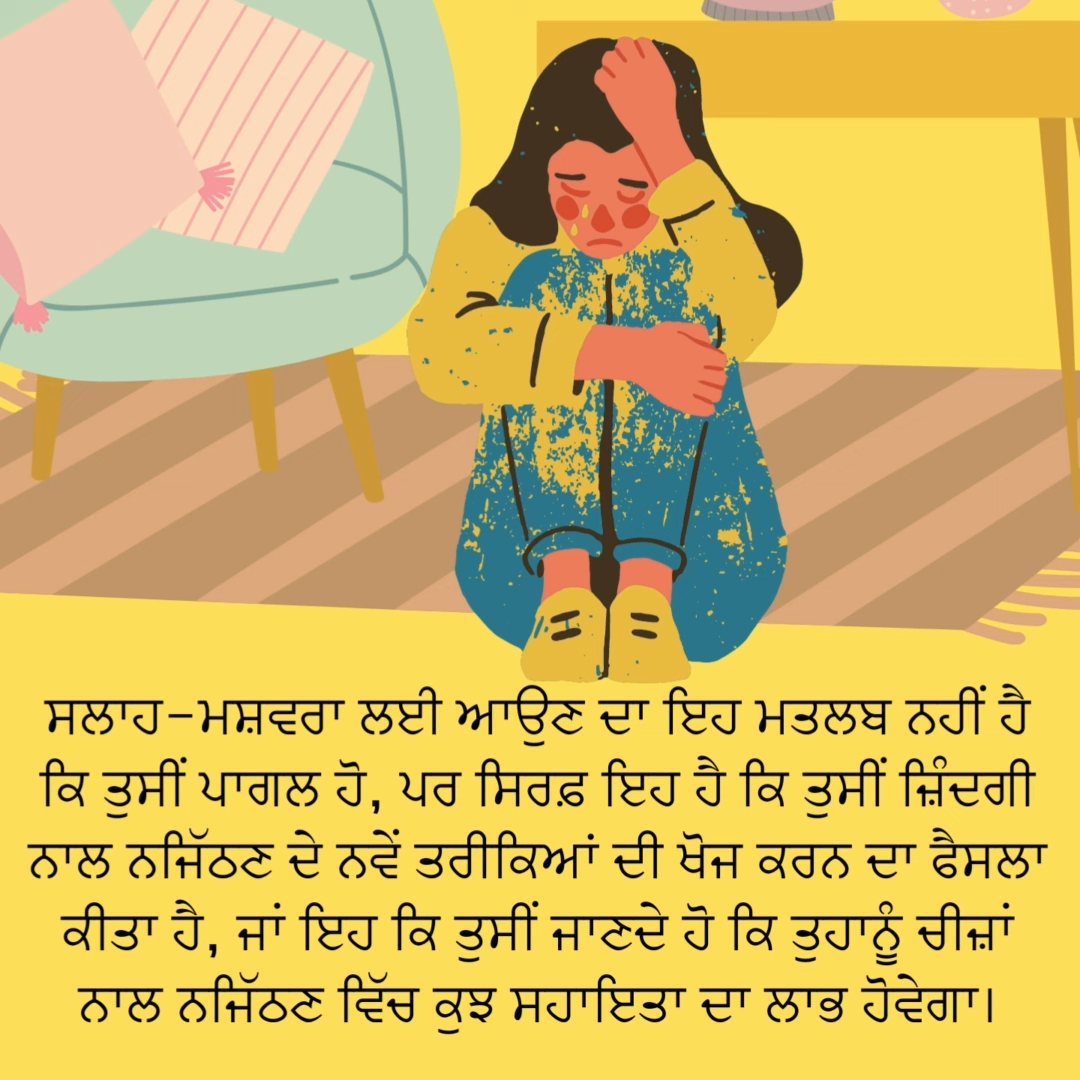 ਸਲਾਹ-ਮਸ਼ਵਰਾ ਲਈ ਆਉਣ ਦਾ ਇਹ ਮਤਲਬ ਨਹੀਂ ਹੈ
ਕਿ ਤੁਸੀਂ ਪਾਗਲ ਹੋ, ਪਰ ਸਿਰਫ਼ ਇਹ ਹੈ ਕਿ ਤੁਸੀਂ ਜ਼ਿੰਦਗੀ
ਨਾਲ ਨਜਿੱਠਣ ਦੇ ਨਵੇਂ ਤਰੀਕਿਆਂ ਦੀ ਖੋਜ ਕਰਨ ਦਾ ਫੈਸਲਾ
ਕੀਤਾ ਹੈ, ਜਾਂ ਇਹ ਕਿ ਤੁਸੀਂ ਜਾਣਦੇ ਹੋ ਕਿ ਤੁਹਾਨੂੰ ਚੀਜ਼ਾਂ
ਨਾਲ ਨਜਿੱਠਣ ਵਿੱਚ ਕੁਝ ਸਹਾਇਤਾ ਦਾ ਲਾਭ ਹੋਵੇਗਾ।